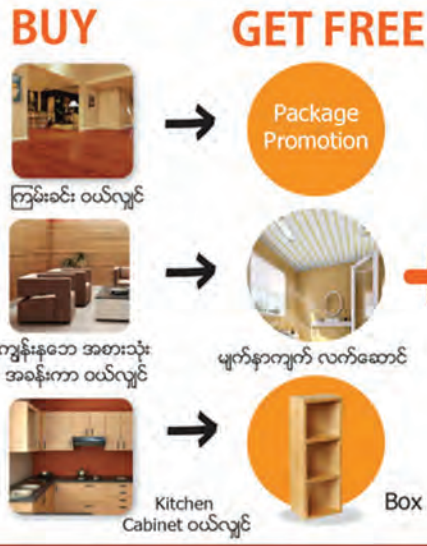 BUY
GET FREE
Package
Promotion
ကြမ်းခင်း ဝယ်လျှင်
ကျွန်းနဘေ အစားသုံး
အခန်းကာ ဝယ်လျှင်
မျက်နှာကျက် လက်ဆောင်
Kitchen
Cabinet ဝယ်လျှင်
Box